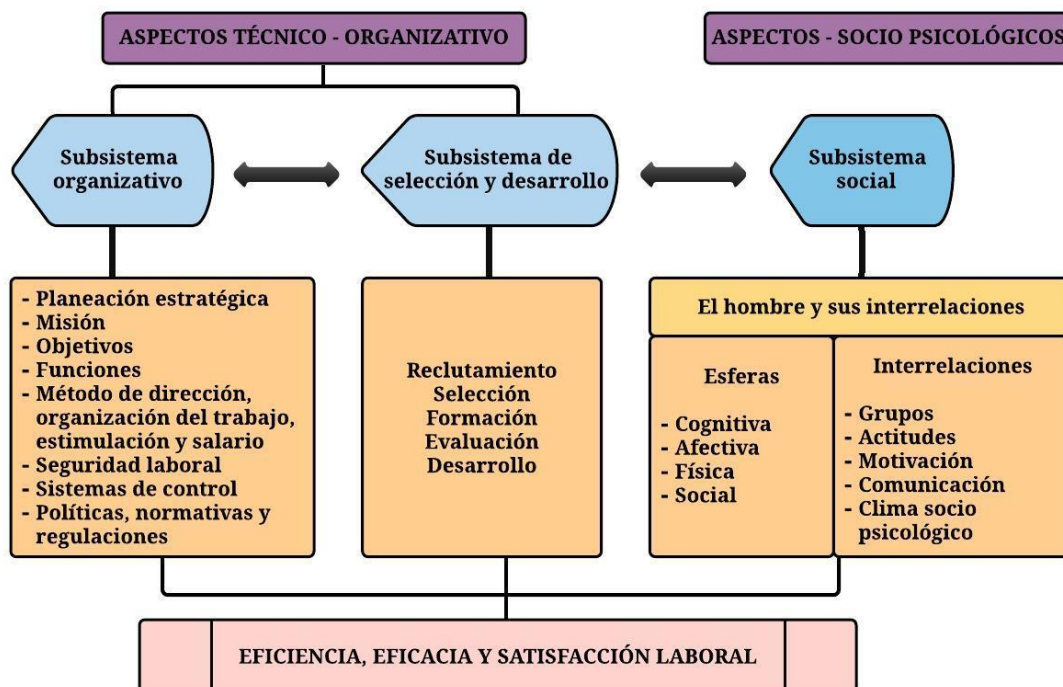 ASPECTOS TÉCNICO - ORGANIZATIVO
ASPECTOS - SOCIO PSICOLÓGICOS
Subsistema
organizativo
Subsistema de
selección y desarrollo
Subsistema
social
- Planeación estratégica
- Misión
- Objetivos
- Funciones
- Método de dirección,
organización del trabajo,
estimulación y salario
- Seguridad laboral
- Sistemas de control
- Políticas, normativas y
regulaciones
Reclutamiento
Selección
Formación
Evaluación
Desarrollo
El hombre y sus interrelaciones
Esferas
- Cognitiva
- Afectiva
- Física
- Social
Interrelaciones
- Grupos
- Actitudes
- Motivación
- Comunicación
- Clima socio
psicológico
EFICIENCIA, EFICACIA Y SATISFACCIÓN LABORAL